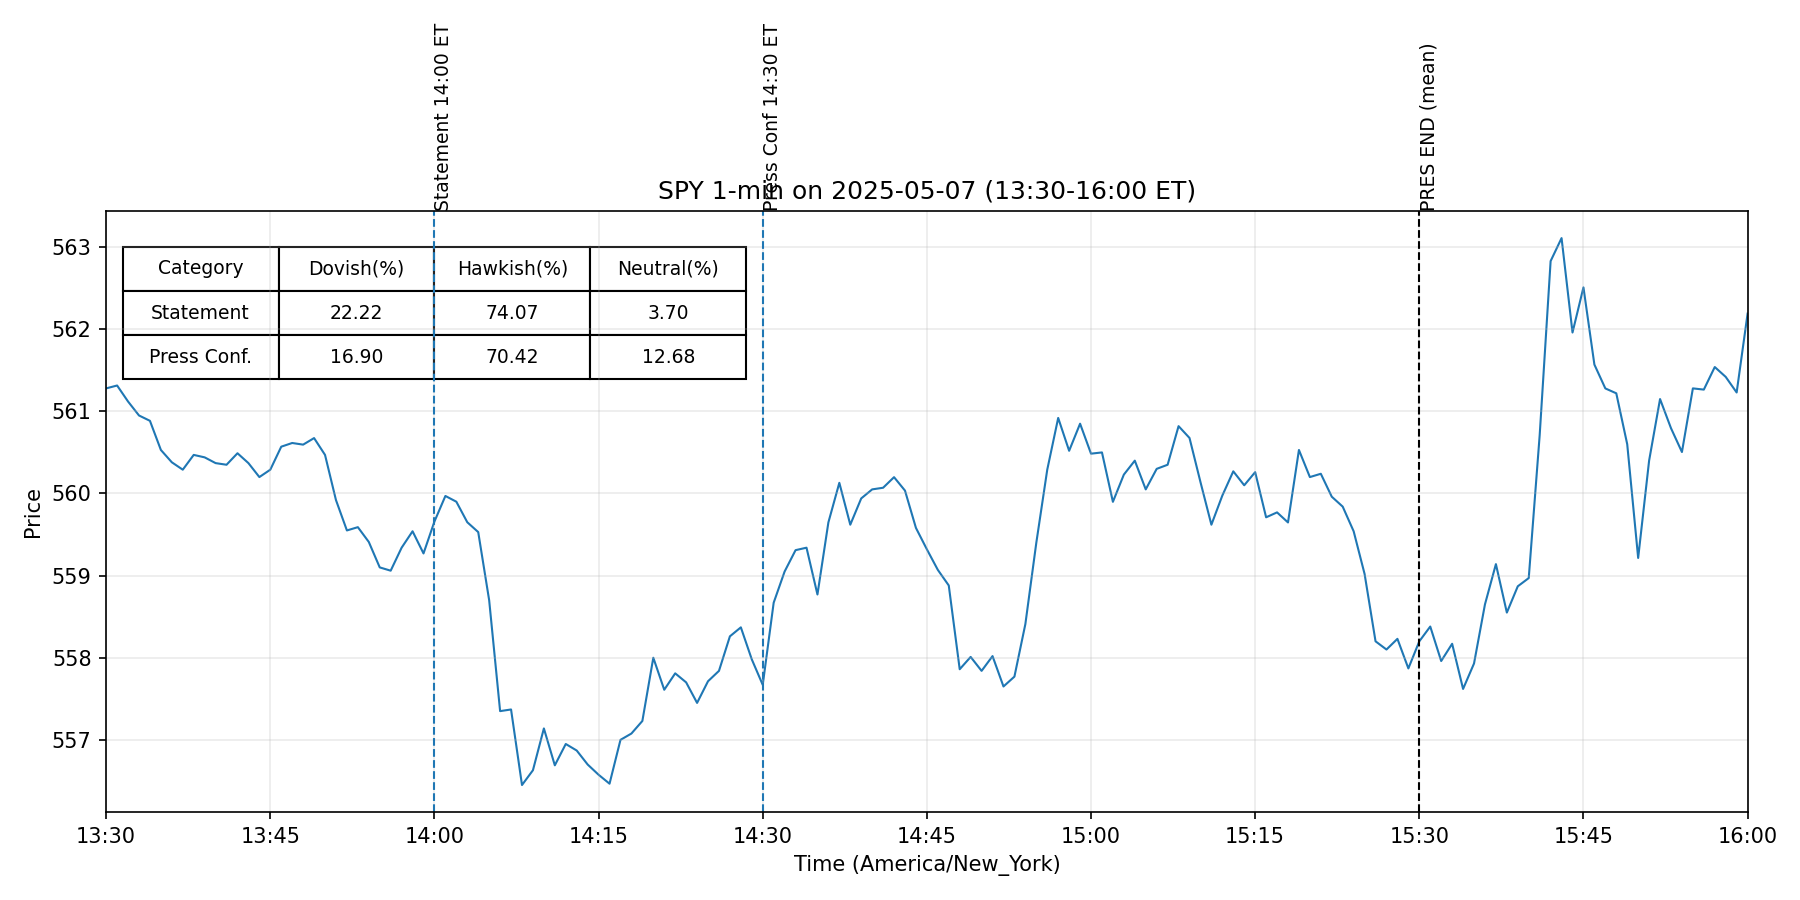 Statement 14:00 ET
Press Conf 14:30 ET
PRES END (mean)
SPY 1-min on 2025-05-07 (13:30-16:00 ET)
Category Dovish(%) Hawkish(%) Neutral(%)
Statement 22.22 74.07 3.70
Press Conf. 16.90 70.42 12.68
Price
563
562
561
560
559
558
557
13:30 13:45 14:00 14:15 14:30 14:45 15:00 15:15 15:30 15:45 16:00
Time (America/New_York)